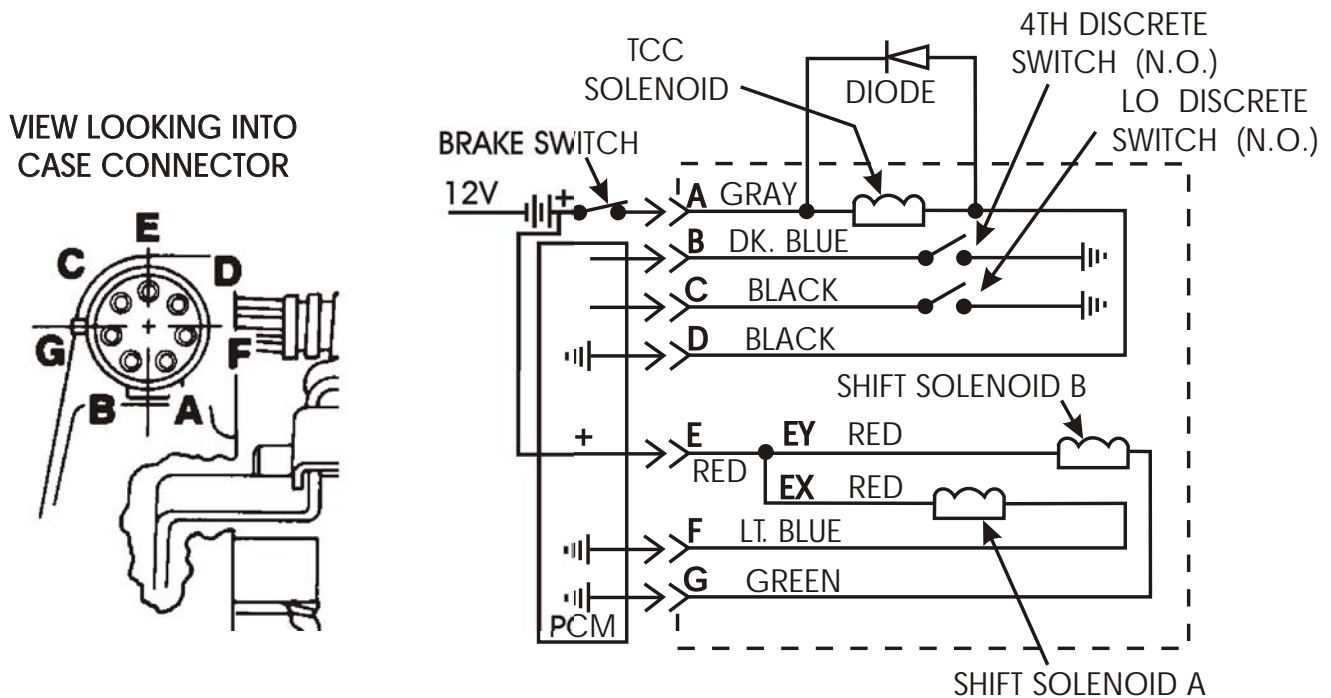 VIEW LOOKING INTO
CASE CONNECTOR
E
C
D
G
F
B
A
TCC
SOLENOID
DIODE
4TH DISCRETE
SWITCH (N.O.)
LO DISCRETE
SWITCH (N.O.)
BRAKE SWITCH
12V
+
A GRAY
B DK. BLUE
C BLACK
D BLACK
SHIFT SOLENOID B
+
E EY RED
RED
EX RED
F LT. BLUE
G GREEN
PCM
SHIFT SOLENOID A